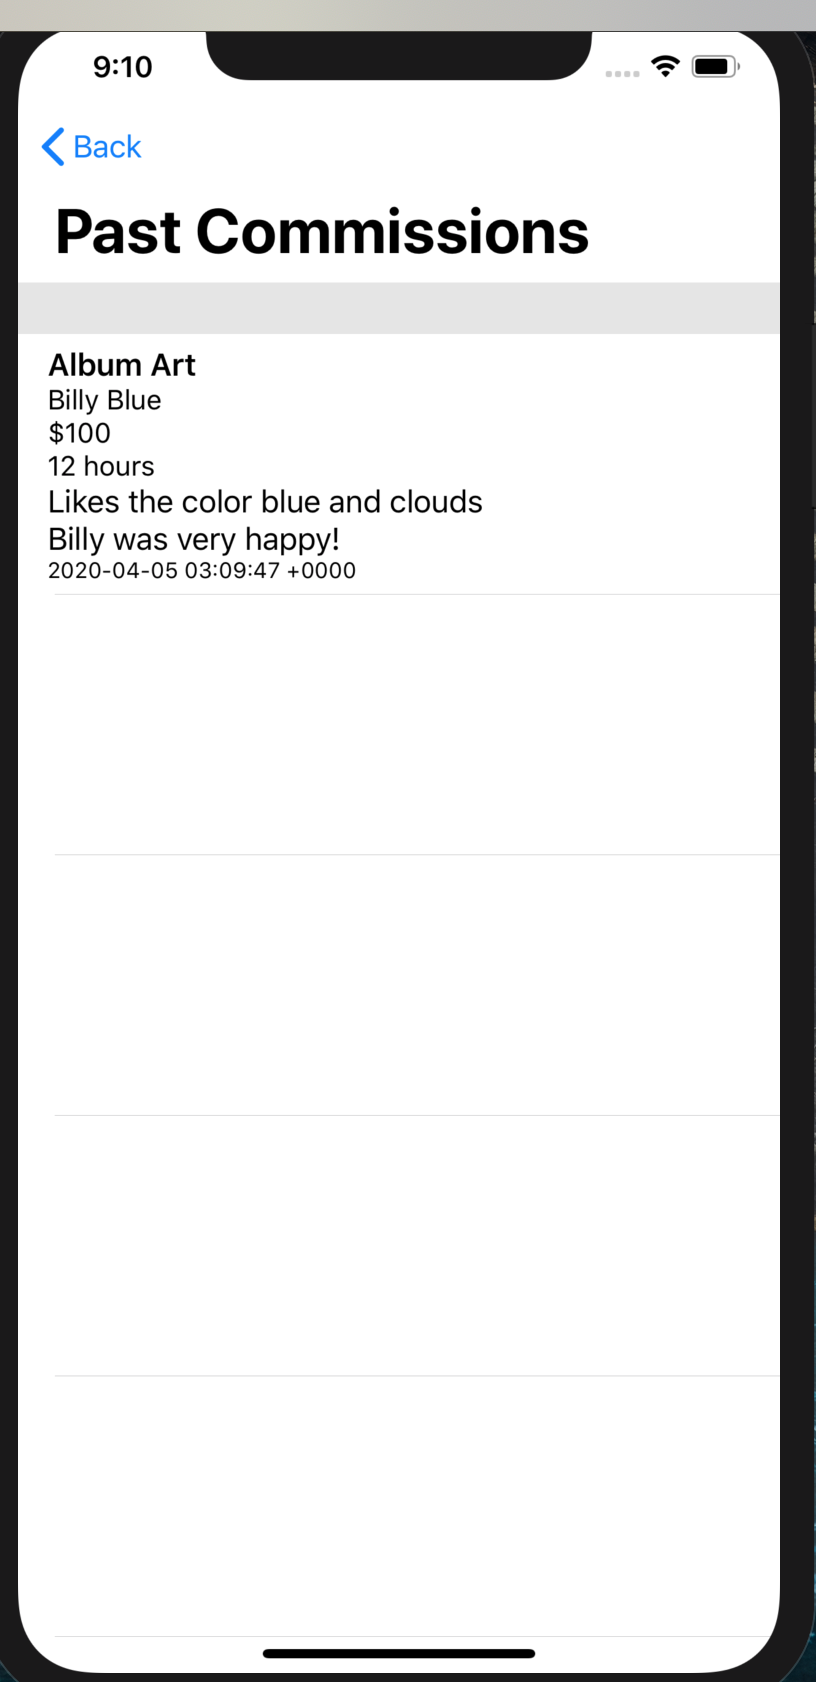 9:10
Back
Past Commissions
Album Art
Billy Blue
$100
12 hours
Likes the color blue and clouds
Billy was very happy!
2020-04-05 03:09:47 +0000